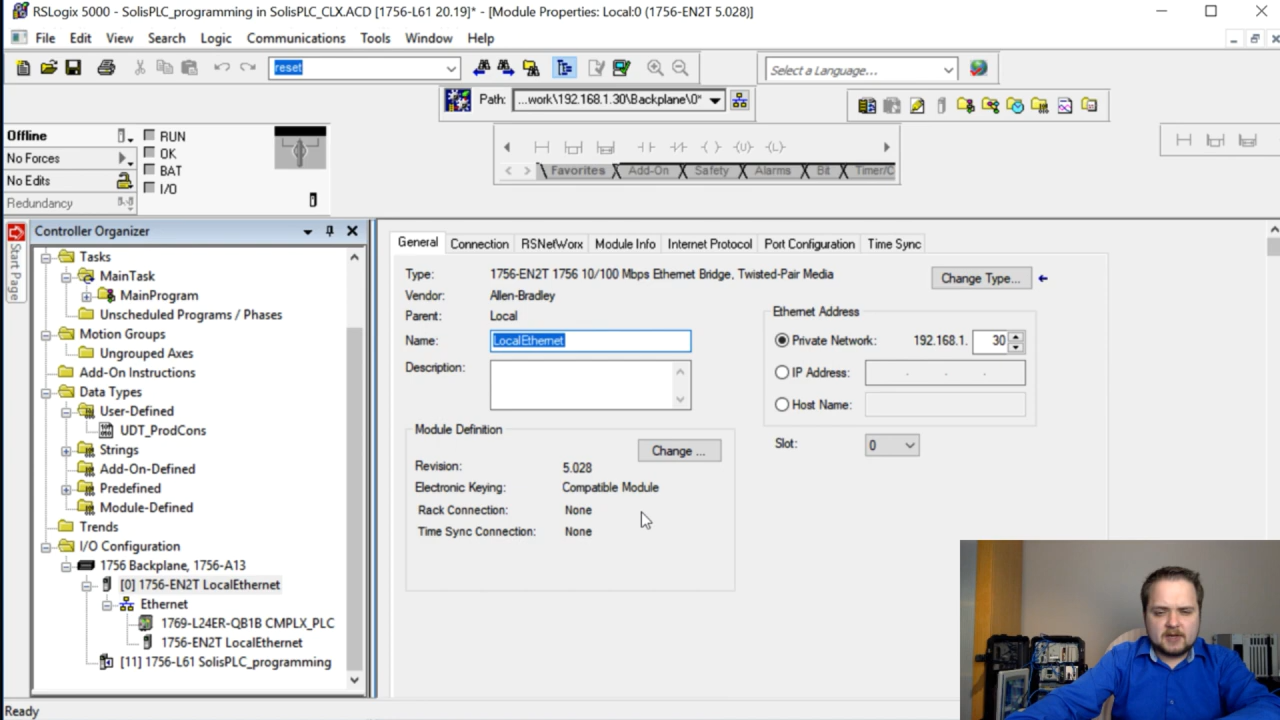 RSLogix 5000 - SolisPLC_programming in SolisPLC_CLX.ACD [1756-L61 20.19]* - [Module Properties: Local:0 (1756-EN2T 5.028)]
File Edit View Search Logic Communications Tools Window Help
reset
Select a Language...
Path: ...work\192.168.1.30\Backplane\0*
Offline
RUN
No Forces
OK
No Edits
BAT
Redundancy
I/O
Favorites Add-On Safety Alarms Bit Timer/C
Start Page
Controller Organizer
Tasks
MainTask
MainProgram
Unscheduled Programs / Phases
Motion Groups
Ungrouped Axes
Add-On Instructions
Data Types
User-Defined
UDT_ProdCons
Strings
Add-On-Defined
Predefined
Module-Defined
Trends
I/O Configuration
1756 Backplane, 1756-A13
[0] 1756-EN2T LocalEthernet
Ethernet
1769-L24ER-QB1B CMPLX_PLC
1756-EN2T LocalEthernet
[11] 1756-L61 SolisPLC_programming
General Connection RSNetWorx Module Info Internet Protocol Port Configuration Time Sync
Type: 1756-EN2T 1756 10/100 Mbps Ethernet Bridge, Twisted-Pair Media
Change Type...
Vendor: Allen-Bradley
Parent: Local
Name: LocalEthernet
Description:
Ethernet Address
Private Network: 192.168.1. 30
IP Address:
Host Name:
Slot: 0
Module Definition
Change ...
Revision: 5.028
Electronic Keying: Compatible Module
Rack Connection: None
Time Sync Connection: None
Ready